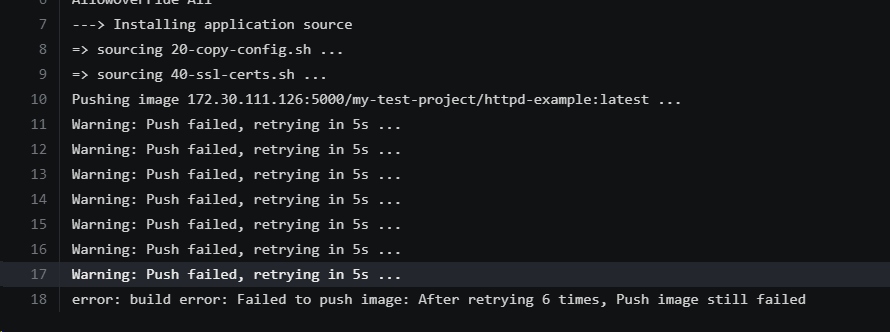 6 AllowOverride All
7 ---> Installing application source
8 => sourcing 20-copy-config.sh ...
9 => sourcing 40-ssl-certs.sh ...
10 Pushing image 172.30.111.126:5000/my-test-project/httpd-example:latest ...
11 Warning: Push failed, retrying in 5s ...
12 Warning: Push failed, retrying in 5s ...
13 Warning: Push failed, retrying in 5s ...
14 Warning: Push failed, retrying in 5s ...
15 Warning: Push failed, retrying in 5s ...
16 Warning: Push failed, retrying in 5s ...
17 Warning: Push failed, retrying in 5s ...
18 error: build error: Failed to push image: After retrying 6 times, Push image still failed